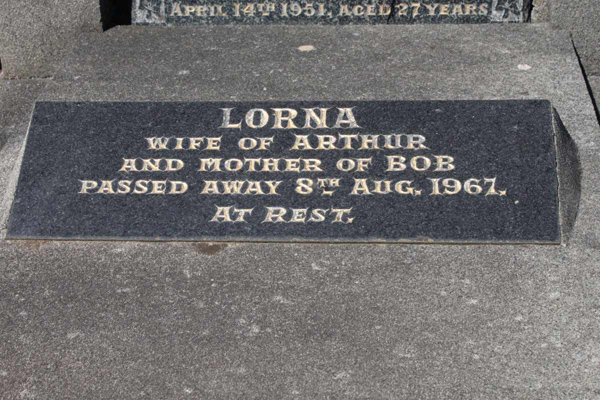 April 14th 1951, aged 27 years
Lorna
wife of Arthur
and mother of Bob
passed away 8th Aug. 1967.
At Rest.